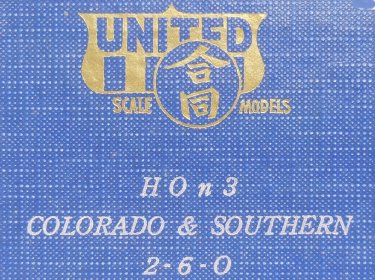 UNITED
合同
SCALE MODELS
HOn3
COLORADO & SOUTHERN
2-6-0